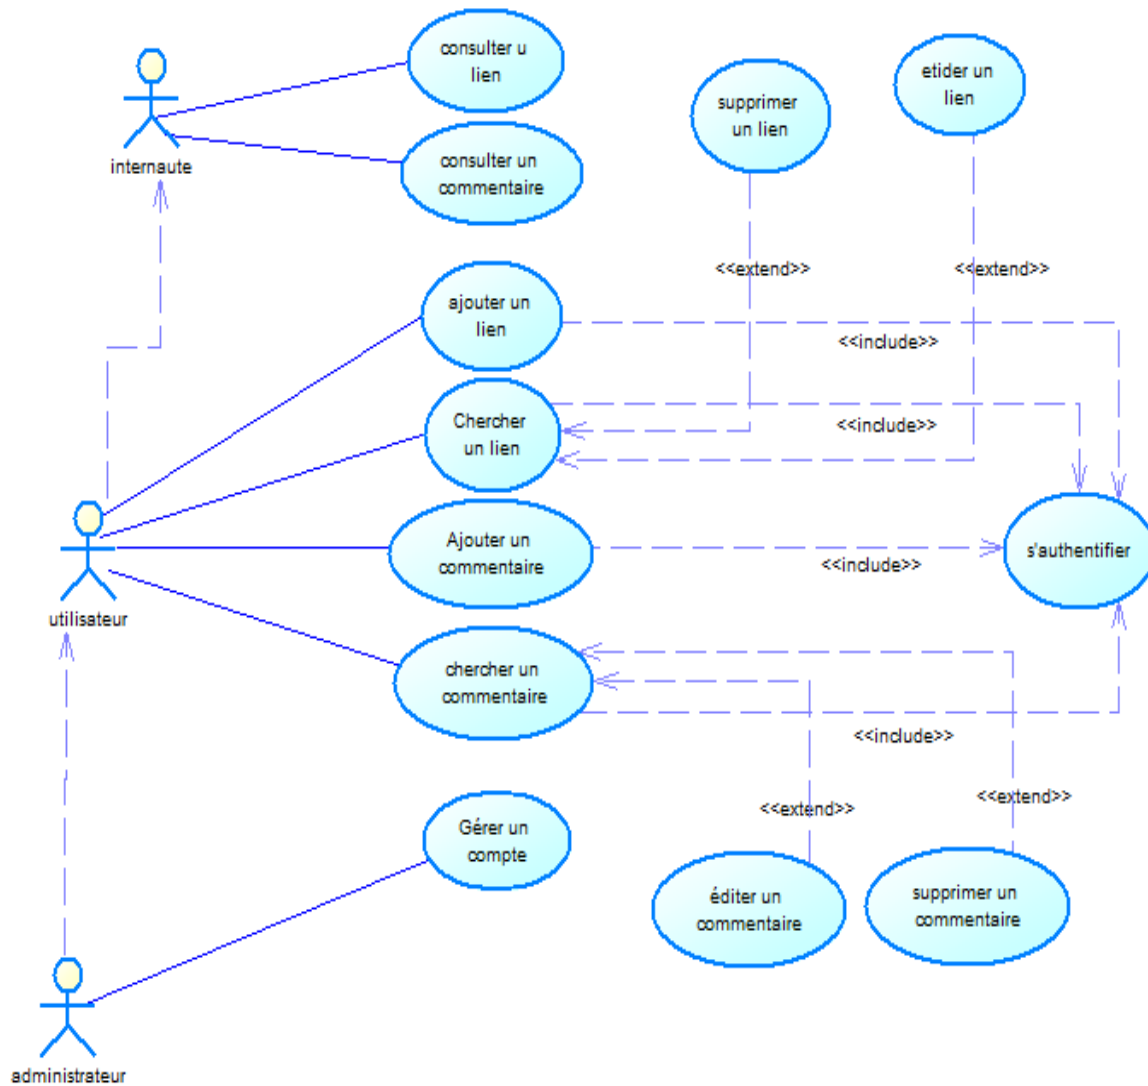 consulter u
lien
etider un
lien
supprimer
un lien
internaute
consulter un
commentaire
<<extend>>
<<extend>>
ajouter un
lien
<<include>>
Chercher
un lien
<<include>>
Ajouter un
commentaire
s'authentifier
<<include>>
utilisateur
chercher un
commentaire
<<include>>
<<extend>>
<<extend>>
Gérer un
compte
éditer un
commentaire
supprimer un
commentaire
administrateur